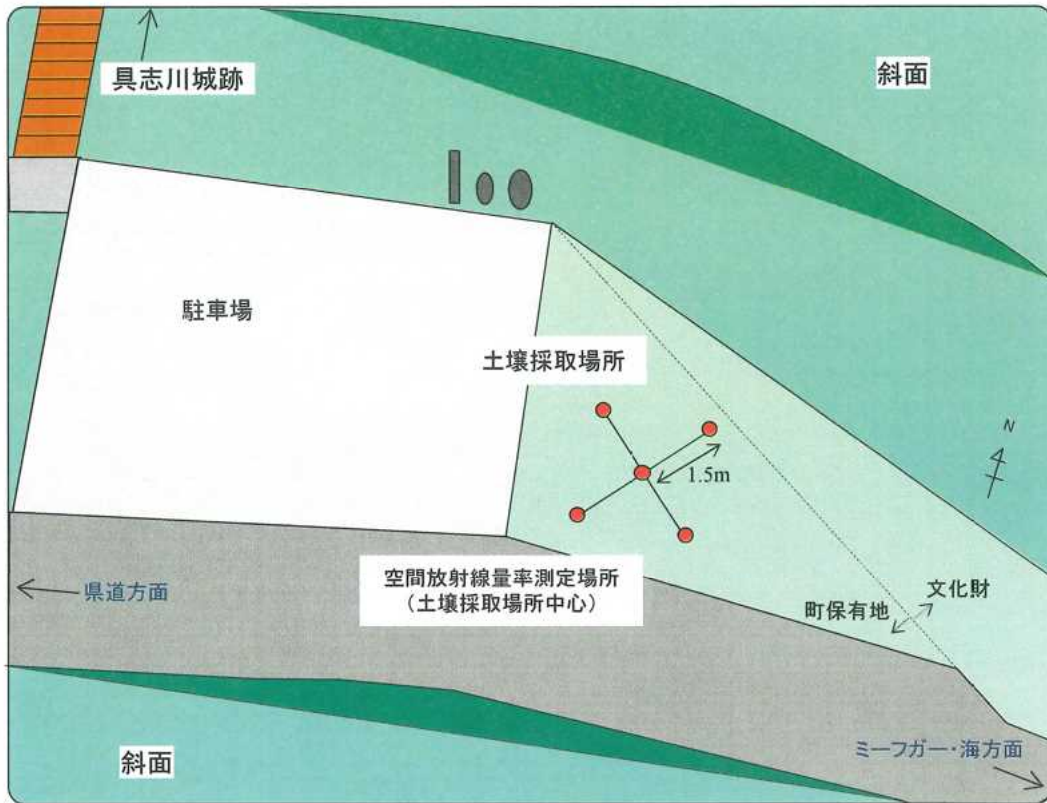 具志川城跡
斜面
駐車場
土壌採取場所
N
1.5m
空間放射線量率測定場所
（土壌採取場所中心）
県道方面
文化財
町保有地
斜面
ミーフガー・海方面